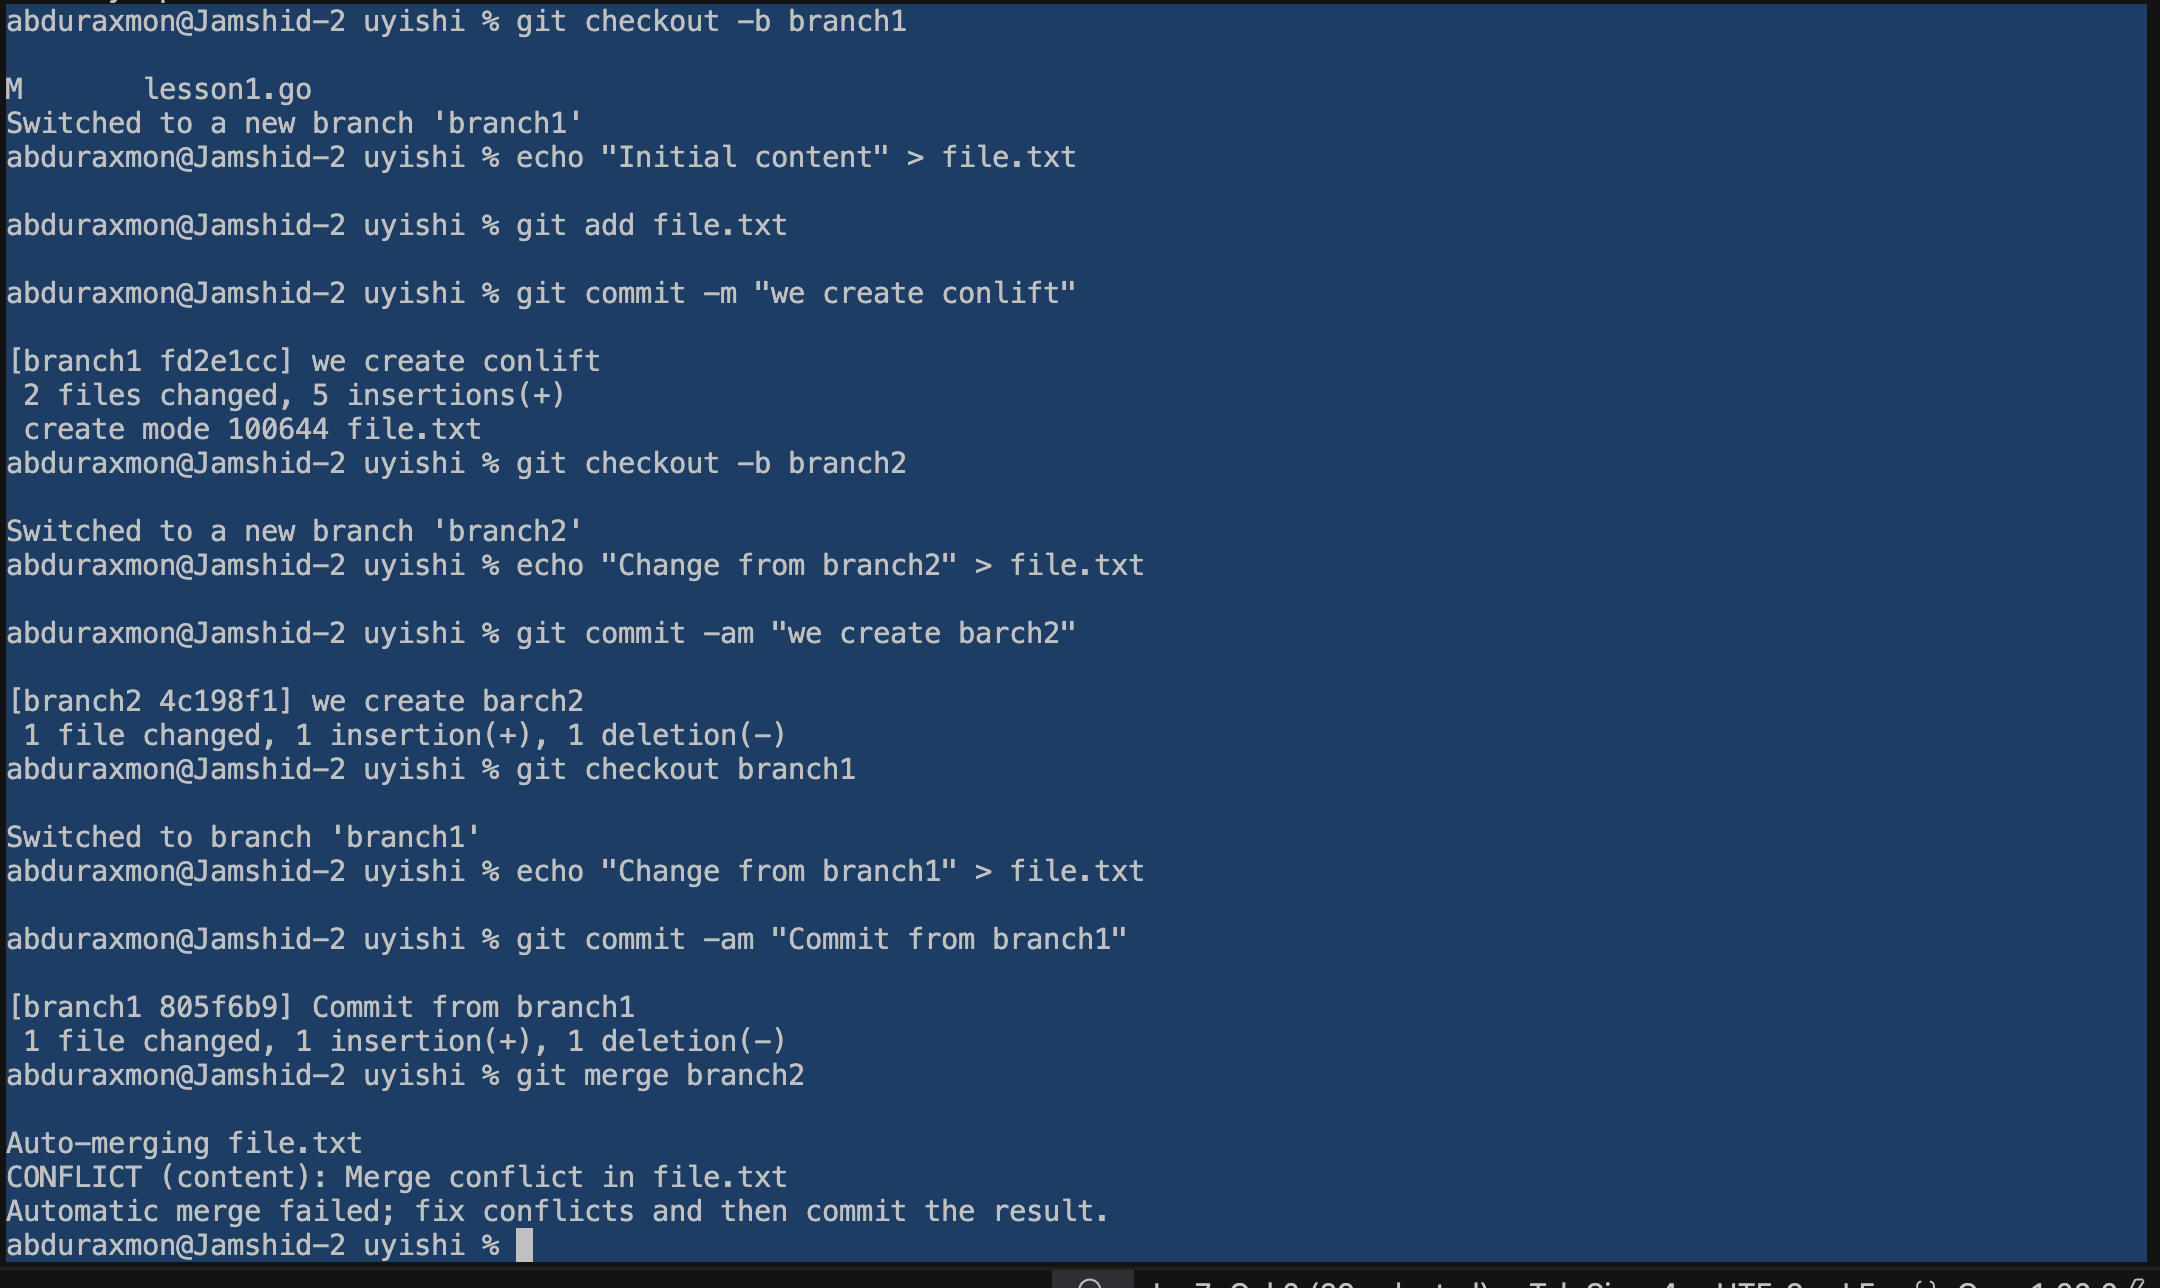 abduraxmon@Jamshid-2 uyishi % git checkout -b branch1
M       lesson1.go
Switched to a new branch 'branch1'
abduraxmon@Jamshid-2 uyishi % echo "Initial content" > file.txt
abduraxmon@Jamshid-2 uyishi % git add file.txt
abduraxmon@Jamshid-2 uyishi % git commit -m "we create conlift"
[branch1 fd2e1cc] we create conlift
 2 files changed, 5 insertions(+)
 create mode 100644 file.txt
abduraxmon@Jamshid-2 uyishi % git checkout -b branch2
Switched to a new branch 'branch2'
abduraxmon@Jamshid-2 uyishi % echo "Change from branch2" > file.txt
abduraxmon@Jamshid-2 uyishi % git commit -am "we create barch2"
[branch2 4c198f1] we create barch2
 1 file changed, 1 insertion(+), 1 deletion(-)
abduraxmon@Jamshid-2 uyishi % git checkout branch1
Switched to branch 'branch1'
abduraxmon@Jamshid-2 uyishi % echo "Change from branch1" > file.txt
abduraxmon@Jamshid-2 uyishi % git commit -am "Commit from branch1"
[branch1 805f6b9] Commit from branch1
 1 file changed, 1 insertion(+), 1 deletion(-)
abduraxmon@Jamshid-2 uyishi % git merge branch2
Auto-merging file.txt
CONFLICT (content): Merge conflict in file.txt
Automatic merge failed; fix conflicts and then commit the result.
abduraxmon@Jamshid-2 uyishi %